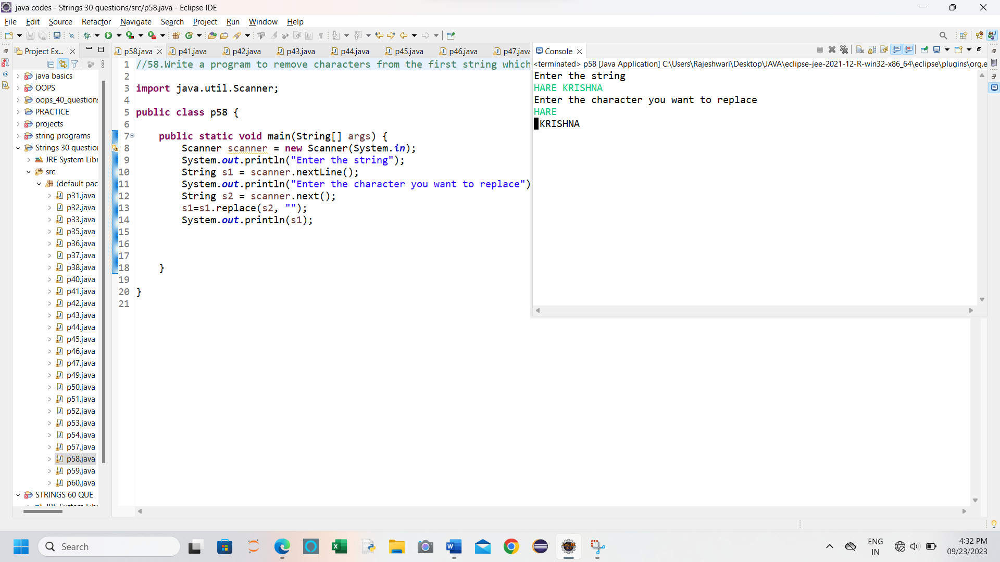 java codes - Strings 30 questions/src/p58.java - Eclipse IDE
File Edit Source Refactor Navigate Search Project Run Window Help
Project Ex...
java basics
OOPS
oops_40_questions
PRACTICE
projects
string programs
Strings 30 question
JRE System Libr
src
(default pac
p31.java
p32.java
p33.java
p35.java
p36.java
p37.java
p38.java
p40.java
p41.java
p42.java
p43.java
p44.java
p45.java
p46.java
p47.java
p49.java
p50.java
p51.java
p52.java
p53.java
p54.java
p57.java
p58.java
p59.java
p60.java
STRINGS 60 QUE
p58.java p41.java p42.java p43.java p44.java p45.java p46.java p47.java
1 //58.Write a program to remove characters from the first string which
2
3 import java.util.Scanner;
4
5 public class p58 {
6
7 public static void main(String[] args) {
8 Scanner scanner = new Scanner(System.in);
9 System.out.println("Enter the string");
10 String s1 = scanner.nextLine();
11 System.out.println("Enter the character you want to replace")
12 String s2 = scanner.next();
13 s1=s1.replace(s2, "");
14 System.out.println(s1);
15
16
17
18 }
19
20 }
21
Console
<terminated> p58 [Java Application] C:\Users\Rajeshwari\Desktop\JAVA\eclipse-jee-2021-12-R-win32-x86_64\eclipse\plugins\org.e
Enter the string
HARE KRISHNA
Enter the character you want to replace
HARE
KRISHNA
Search
ENG
IN
4:32 PM
09/23/2023